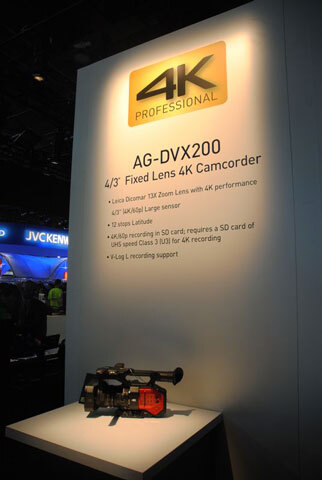 4K
PROFESSIONAL
AG-DVX200
4/3" Fixed Lens 4K Camcorder
• Leica Dicomar 13X Zoom Lens with 4K performance
4/3" (4K/60p) Large sensor
• 12 stops Latitude
• 4K/60p recording in SD card; requires a SD card of
UHS speed Class 3 (U3) for 4K recording
• V-Log L recording support
JVCKENW